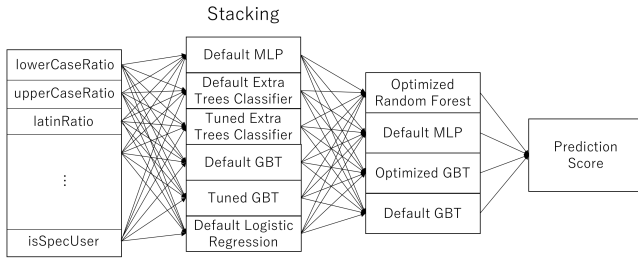 Stacking
lowerCaseRatio
upperCaseRatio
latinRatio
⋮
isSpecUser
Default MLP
Default Extra
Trees Classifier
Tuned Extra
Trees Classifier
Default GBT
Tuned GBT
Default Logistic
Regression
Optimized
Random Forest
Default MLP
Optimized GBT
Default GBT
Prediction
Score